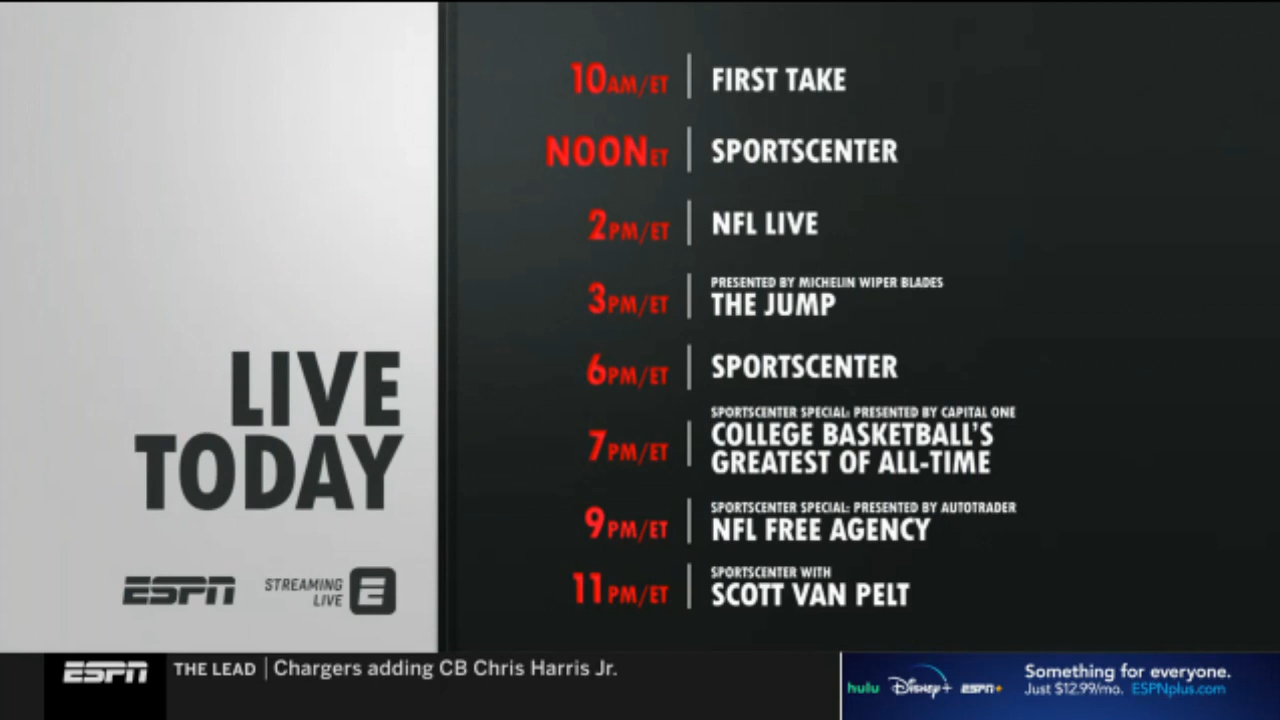 10AM/ET FIRST TAKE
NOON ET SPORTSCENTER
2PM/ET NFL LIVE
PRESENTED BY MICHELIN WIPER BLADES
3PM/ET THE JUMP
6PM/ET SPORTSCENTER
SPORTSCENTER SPECIAL: PRESENTED BY CAPITAL ONE
7PM/ET COLLEGE BASKETBALL'S
GREATEST OF ALL-TIME
SPORTSCENTER SPECIAL: PRESENTED BY AUTOTRADER
9PM/ET NFL FREE AGENCY
SPORTSCENTER WITH
11PM/ET SCOTT VAN PELT
LIVE
TODAY
ESPN STREAMING
LIVE E
ESPN THE LEAD | Chargers adding CB Chris Harris Jr.
hulu Disney+ ESPN+
Something for everyone.
Just $12.99/mo. ESPNplus.com